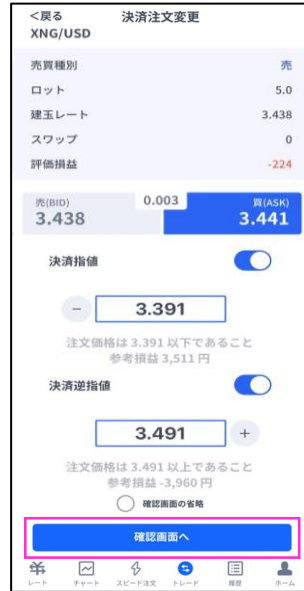 <戻る 決済注文変更
XNG/USD
売買種別 売
ロット 5.0
建玉レート 3.438
スワップ 0
評価損益 -224
売(BID) 0.003 買(ASK)
3.438 3.441
決済指値
− 3.391
注文価格は 3.391 以下であること
参考損益 3,511 円
決済逆指値
3.491 +
注文価格は 3.491 以上であること
参考損益 -3,960 円
確認画面の省略
確認画面へ
レート チャート スピード注文 トレード 履歴 ホーム